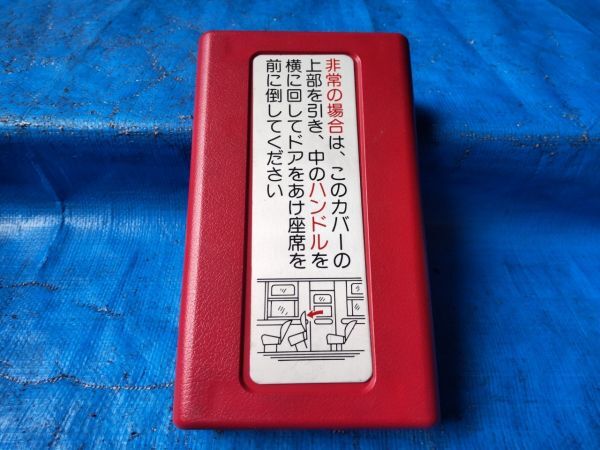 非常の場合は、このカバーの
上部を引き、中のハンドルを
横に回してドアをあけ座席を
前に倒してください